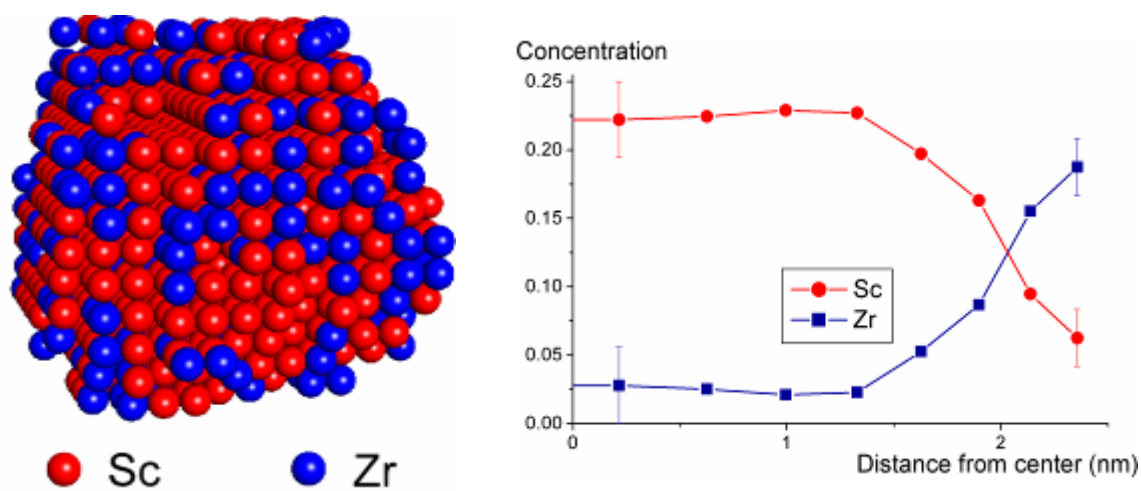 Sc
Zr
Concentration
0.25
0.20
0.15
0.10
0.05
0.00
Sc
Zr
0
1
2
Distance from center (nm)